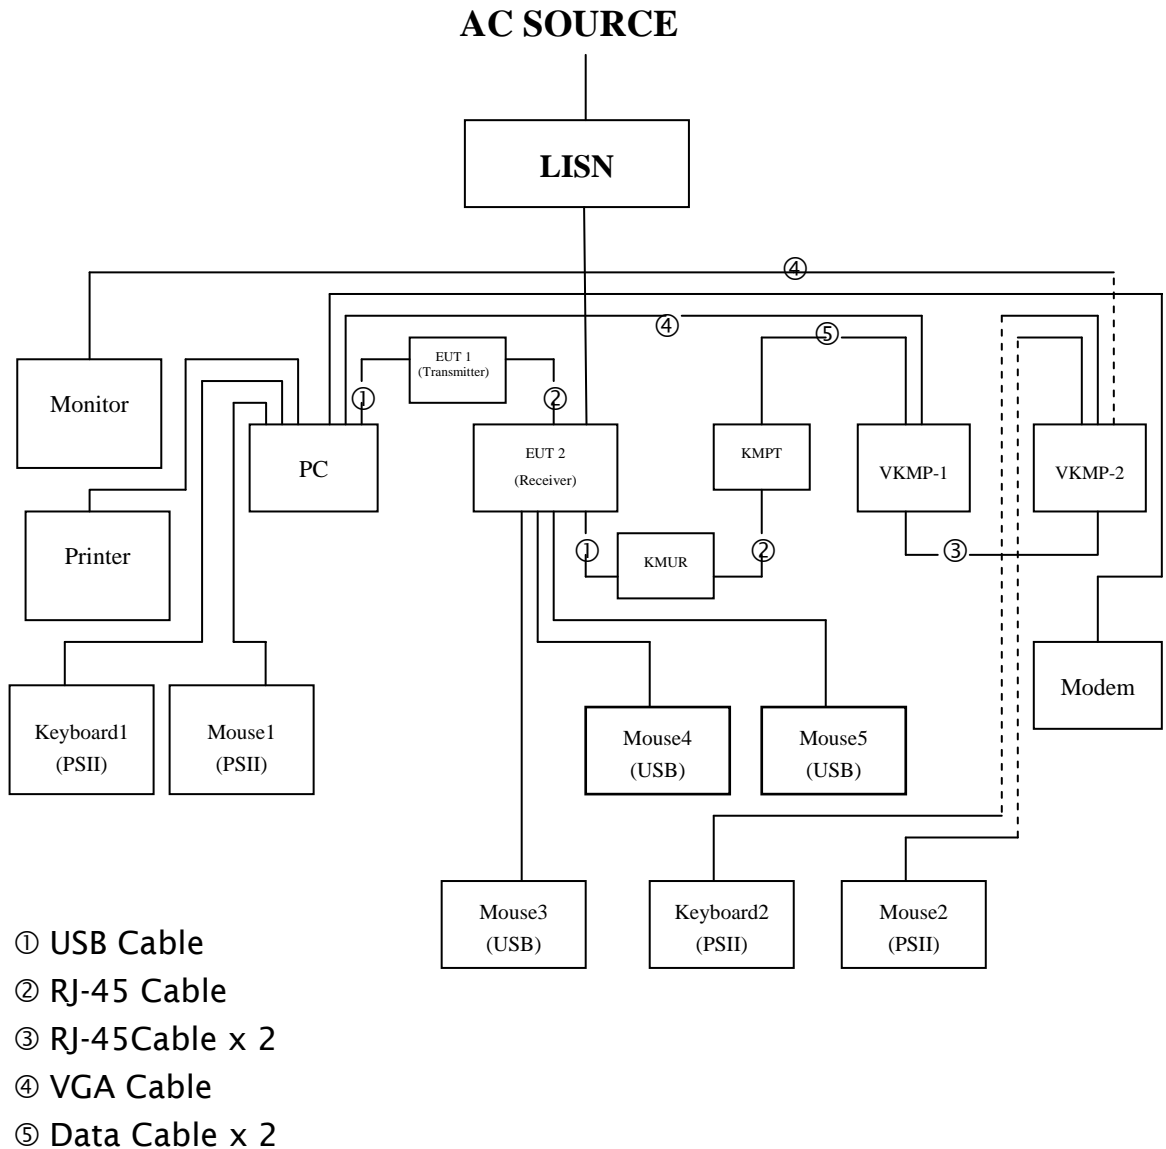 AC SOURCE
LISN
④
④
⑤
EUT 1
(Transmitter)
①
②
Monitor
PC
EUT 2
(Receiver)
KMPT
VKMP-1
VKMP-2
Printer
①
KMUR
②
③
Modem
Keyboard1
(PSII)
Mouse1
(PSII)
Mouse4
(USB)
Mouse5
(USB)
Mouse3
(USB)
Keyboard2
(PSII)
Mouse2
(PSII)
① USB Cable
② RJ-45 Cable
③ RJ-45Cable x 2
④ VGA Cable
⑤ Data Cable x 2